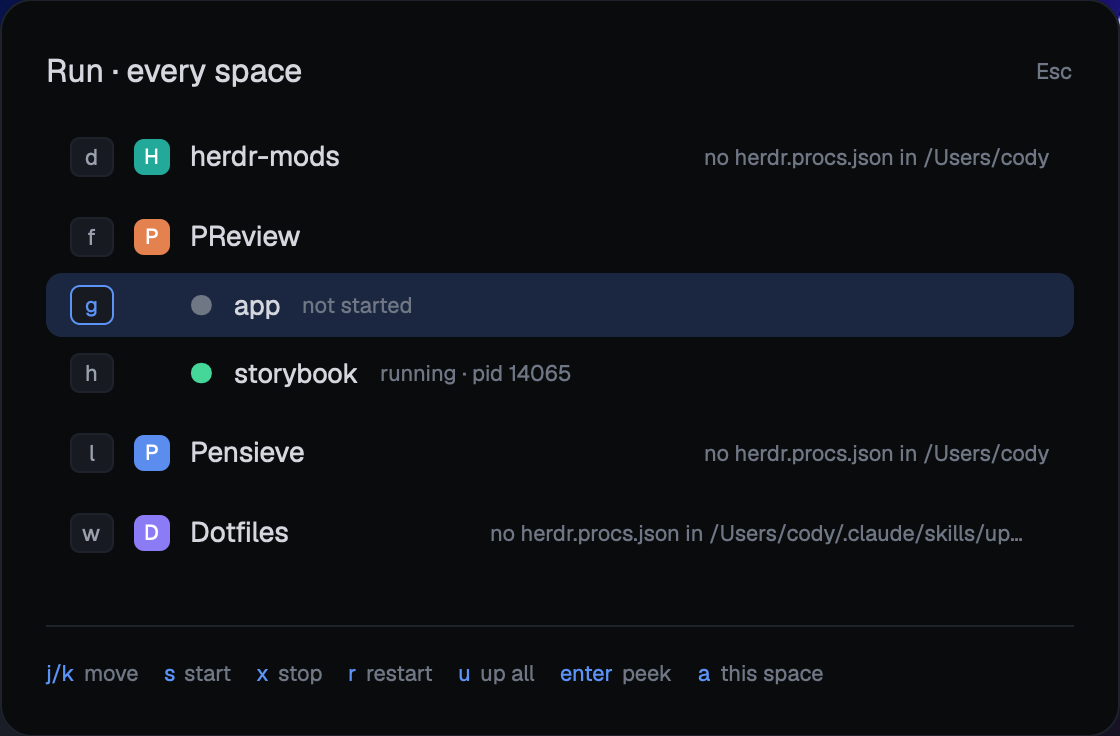 Run · every space Esc
d H herdr-mods no herdr.procs.json in /Users/cody
f P PReview
g app not started
h storybook running · pid 14065
l P Pensieve no herdr.procs.json in /Users/cody
w D Dotfiles no herdr.procs.json in /Users/cody/.claude/skills/up…
j/k move s start x stop r restart u up all enter peek a this space